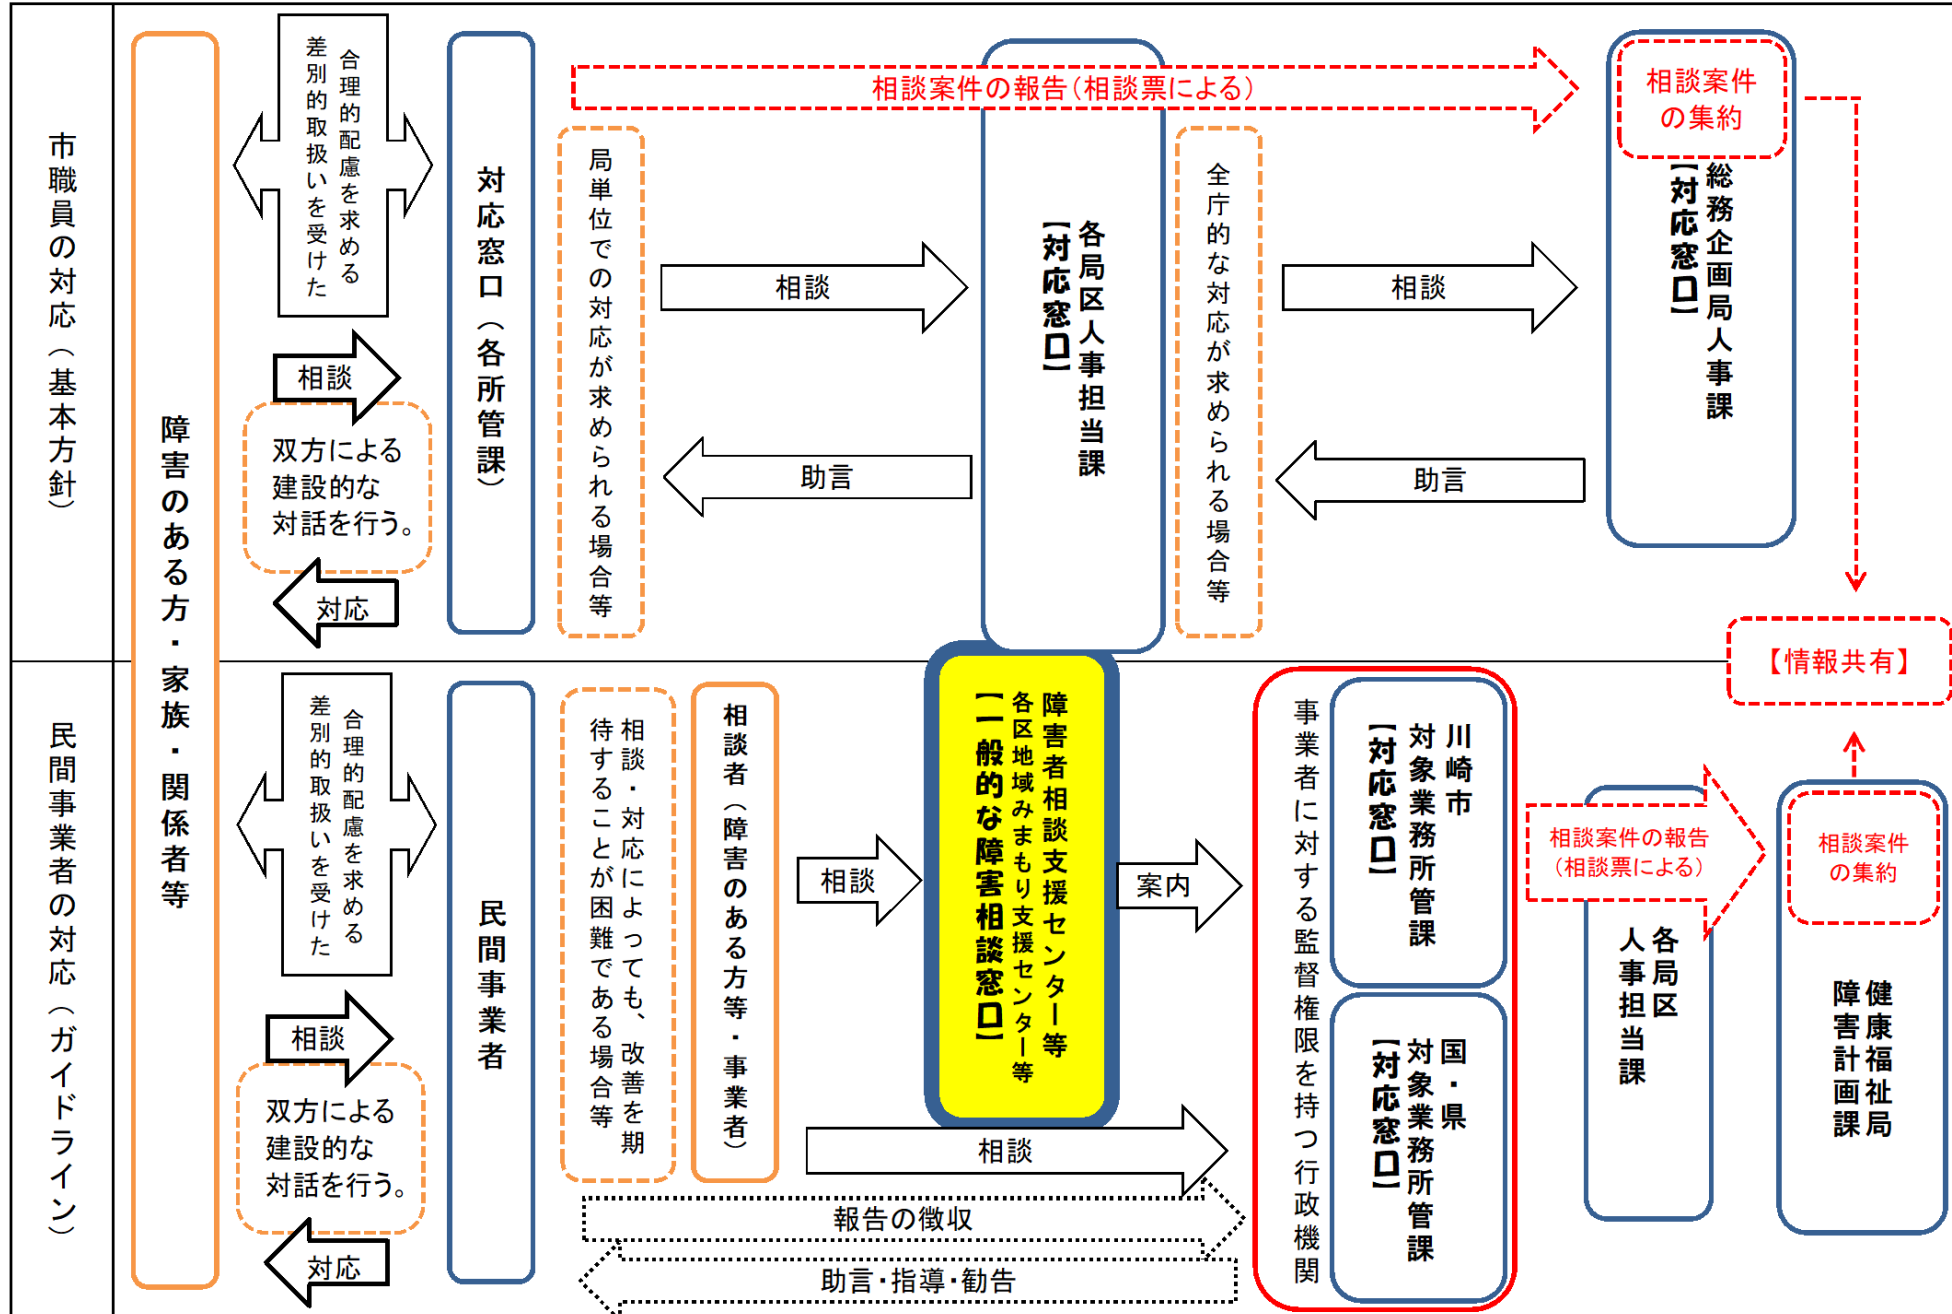 市職員の対応（基本方針）
障害のある方・家族・関係者等
合理的配慮を求める
差別的取扱いを受けた
相談
双方による
建設的な
対話を行う。
対応
対応窓口（各所管課）
局単位での対応が求められる場合等
相談案件の報告（相談票による）
相談
助言
各局区人事担当課
【対応窓口】
全庁的な対応が求められる場合等
相談
助言
相談案件
の集約
総務企画局人事課
【対応窓口】
【情報共有】
民間事業者の対応（ガイドライン）
合理的配慮を求める
差別的取扱いを受けた
相談
双方による
建設的な
対話を行う。
対応
民間事業者
相談・対応によっても、改善を期
待することが困難である場合等
相談者（障害のある方等・事業者）
相談
障害者相談支援センター等
各区地域みまもり支援センター等
【一般的な障害相談窓口】
案内
相談
報告の徴収
助言・指導・勧告
事業者に対する監督権限を持つ行政機関
川崎市
対象業務所管課
【対応窓口】
国・県
対象業務所管課
【対応窓口】
相談案件の報告
（相談票による）
各局区
人事担当課
相談案件
の集約
健康福祉局
障害計画課